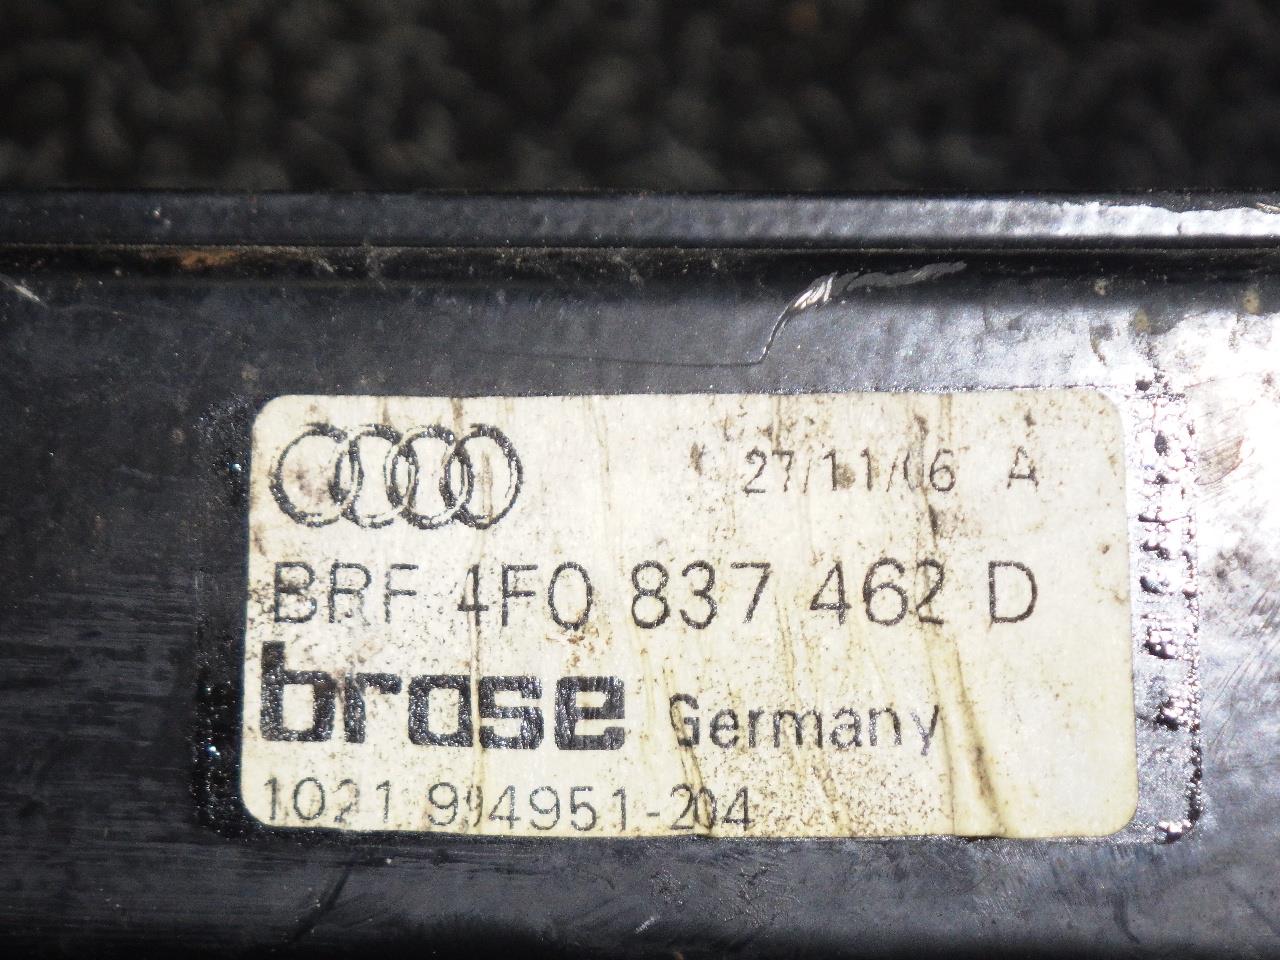 27/11/06 A
BRF 4F0 837 462 D
brose Germany
1021 994951-204